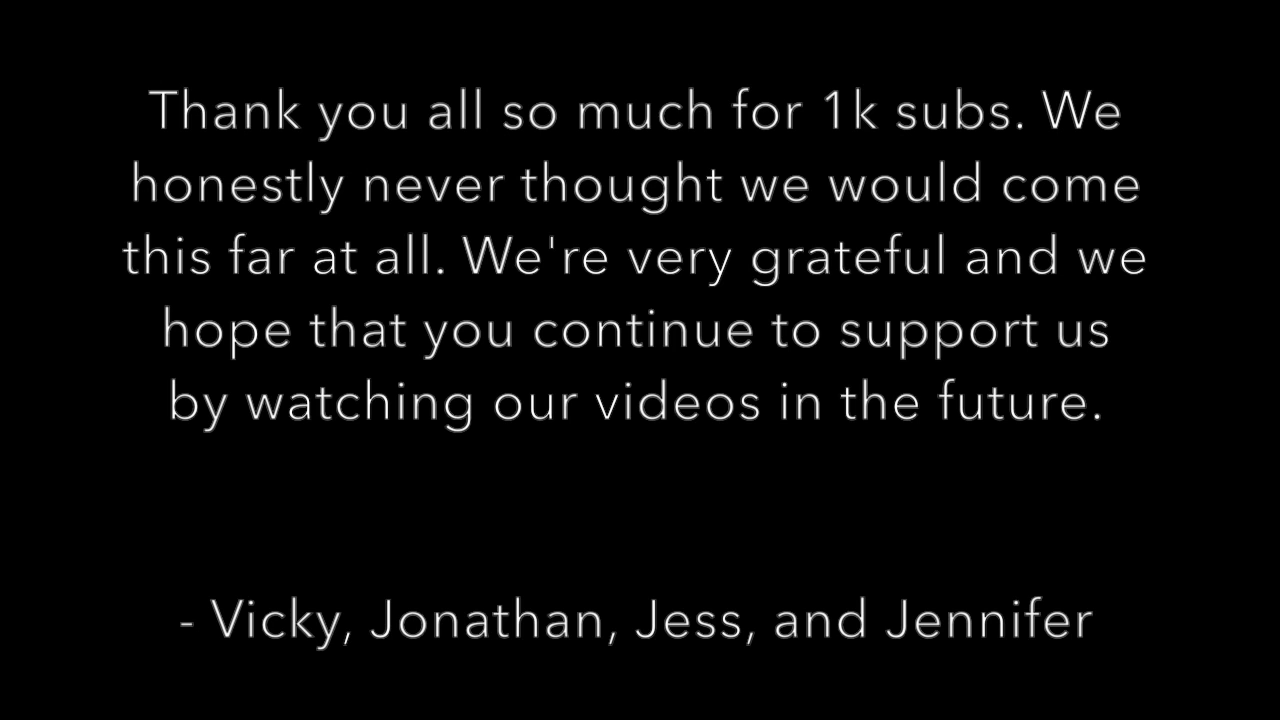 Thank you all so much for 1k subs. We
honestly never thought we would come
this far at all. We're very grateful and we
hope that you continue to support us
by watching our videos in the future.
- Vicky, Jonathan, Jess, and Jennifer